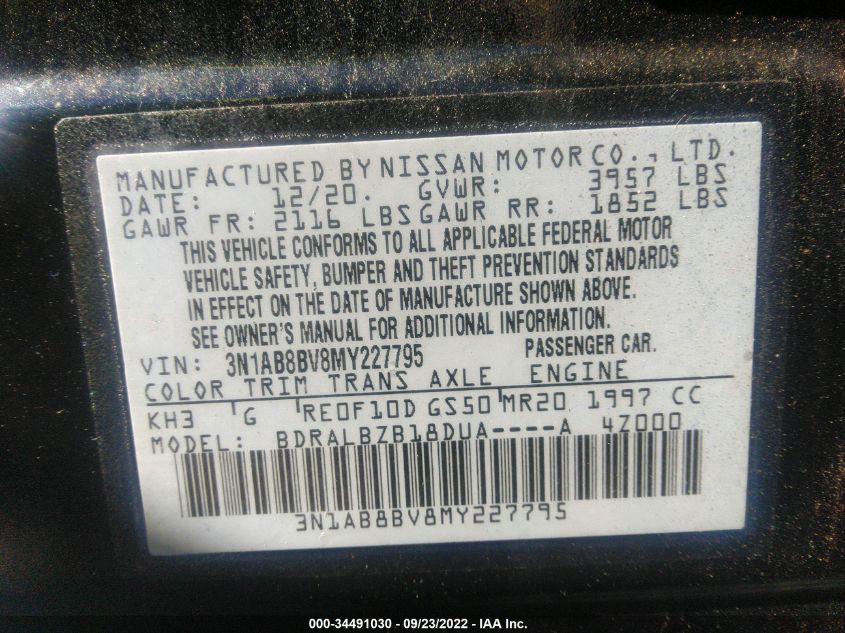 MANUFACTURED BY NISSAN MOTOR CO., LTD.
DATE: 12/20. GVWR: 3957 LBS
GAWR FR: 2116 LBS GAWR RR: 1852 LBS
THIS VEHICLE CONFORMS TO ALL APPLICABLE FEDERAL MOTOR
VEHICLE SAFETY, BUMPER AND THEFT PREVENTION STANDARDS
IN EFFECT ON THE DATE OF MANUFACTURE SHOWN ABOVE.
SEE OWNER'S MANUAL FOR ADDITIONAL INFORMATION.
VIN: 3N1AB8BV8MY227795 PASSENGER CAR.
COLOR TRIM TRANS AXLE ENGINE
KH3 G RE0F10D GS50 MR20 1997 CC
MODEL: BDRALBZB18DUA----A 4Z000
3N1AB8BV8MY227795
000-34491030 - 09/23/2022 - IAA Inc.